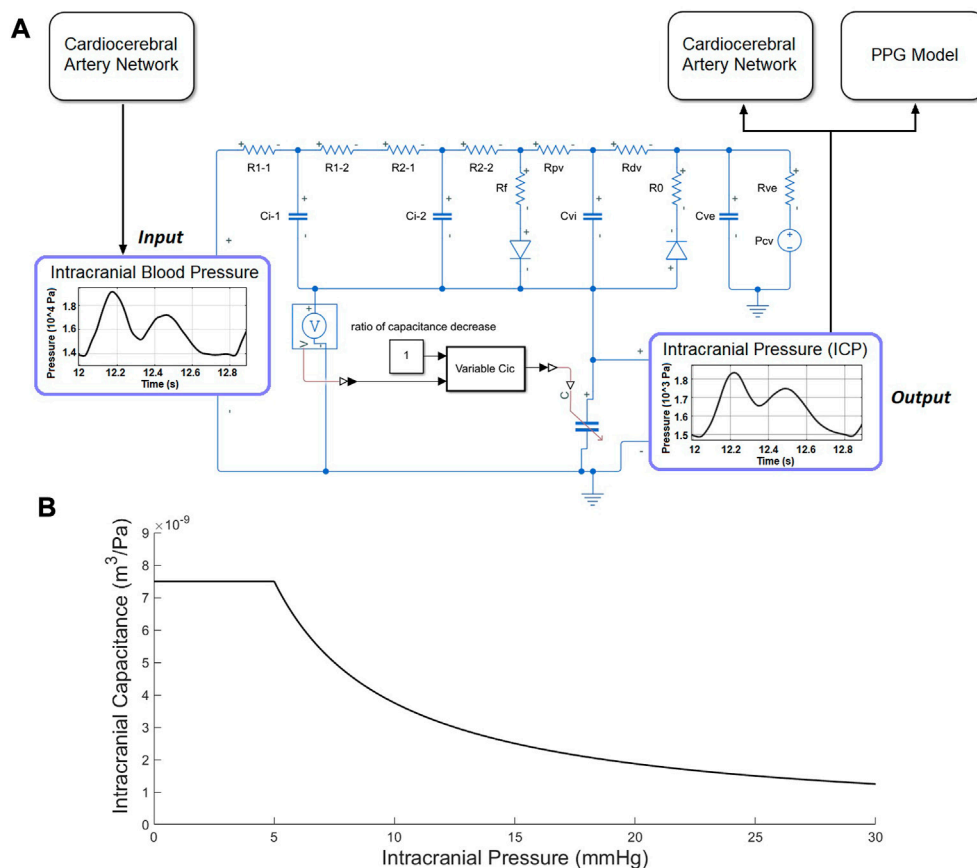 A
Cardiocerebral
Artery Network
Cardiocerebral
Artery Network
PPG Model
+ - + - + - + - + - + -
R1-1 R1-2 R2-1 R2-2 Rpv Rdv
Rf
R0
Rve
Ci-1
Ci-2
Cvi
Cve
Pcv
Input
Intracranial Blood Pressure
Pressure (10^4 Pa)
1.8
1.6
1.4
12 12.2 12.4 12.6 12.8
Time (s)
V
V
ratio of capacitance decrease
1
Variable Cic
C
Intracranial Pressure (ICP)
Pressure (10^3 Pa)
1.8
1.7
1.6
1.5
12 12.2 12.4 12.6 12.8
Time (s)
Output
B
×10-9
Intracranial Capacitance (m3/Pa)
9
8
7
6
5
4
3
2
1
0
0 5 10 15 20 25 30
Intracranial Pressure (mmHg)